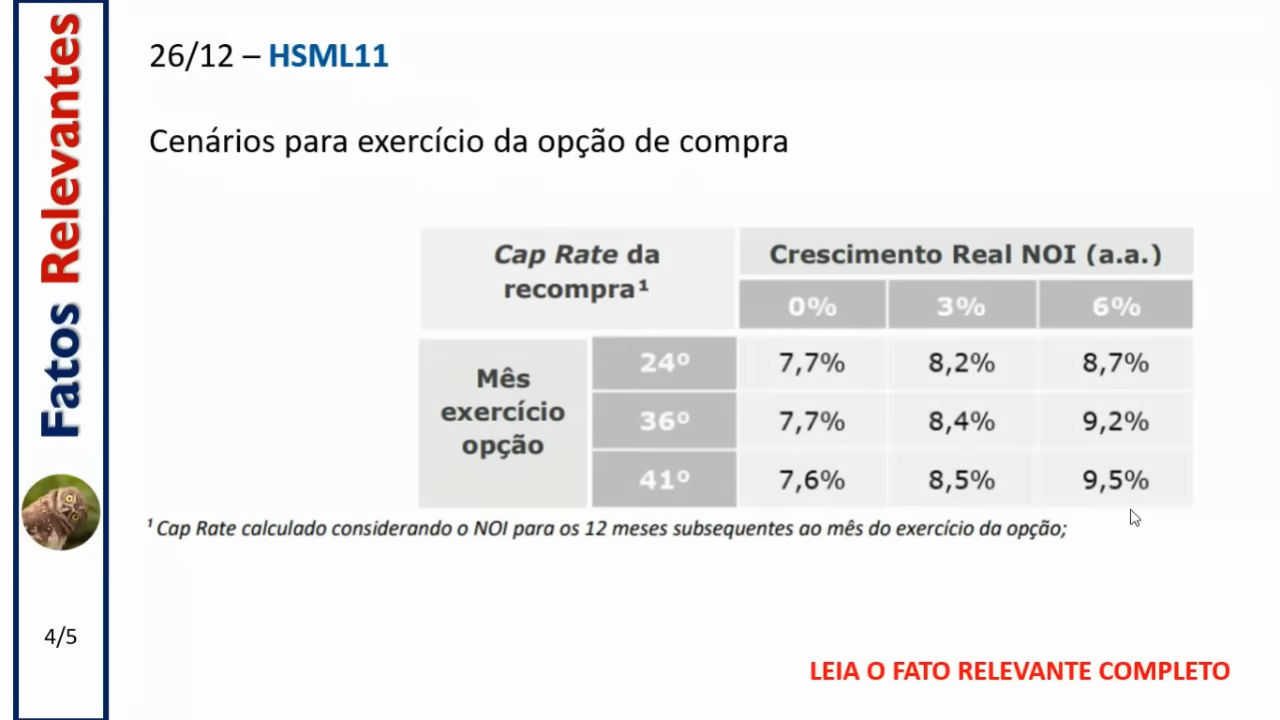 Fatos Relevantes
26/12 – HSML11
Cenários para exercício da opção de compra
Cap Rate da
recompra¹
Crescimento Real NOI (a.a.)
0% 3% 6%
Mês
exercício
opção
24º 7,7% 8,2% 8,7%
36º 7,7% 8,4% 9,2%
41º 7,6% 8,5% 9,5%
¹ Cap Rate calculado considerando o NOI para os 12 meses subsequentes ao mês do exercício da opção;
4/5
LEIA O FATO RELEVANTE COMPLETO